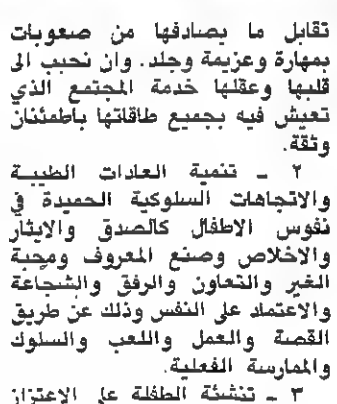 تقابل ما يصادفها من صعوبات
بمهارة وعزيمة وجلد. وان نحبب الى
قلبها وعقلها خدمة المجتمع الذي
تعيش فيه بجميع طاقاتها باطمئنان
وثقة.
٢ ـ تنمية العادات الطيبة
والاتجاهات السلوكية الحميدة في
نفوس الاطفال كالصدق والايثار
والاخلاص وصنع المعروف ومحبة
الغير والتعاون والرفق والشجاعة
والاعتماد على النفس وذلك عن طريق
القصة والعمل واللعب والسلوك
والممارسة الفعلية.
٣ ـ تنشئة الطفلة على الاعتزاز